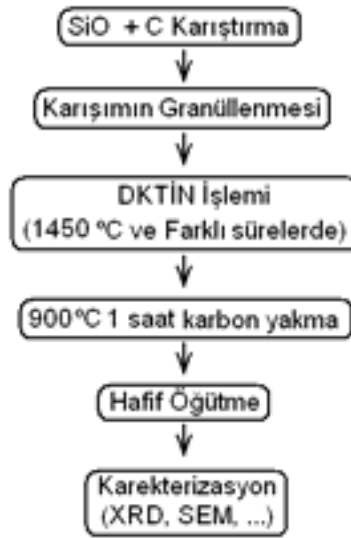 SiO + C Karıştırma
Karışımın Granüllenmesi
DKTİN İşlemi
(1450 ºC ve Farklı sürelerde)
900ºC 1 saat karbon yakma
Hafif Öğütme
Karekterizasyon
(XRD, SEM, ...)